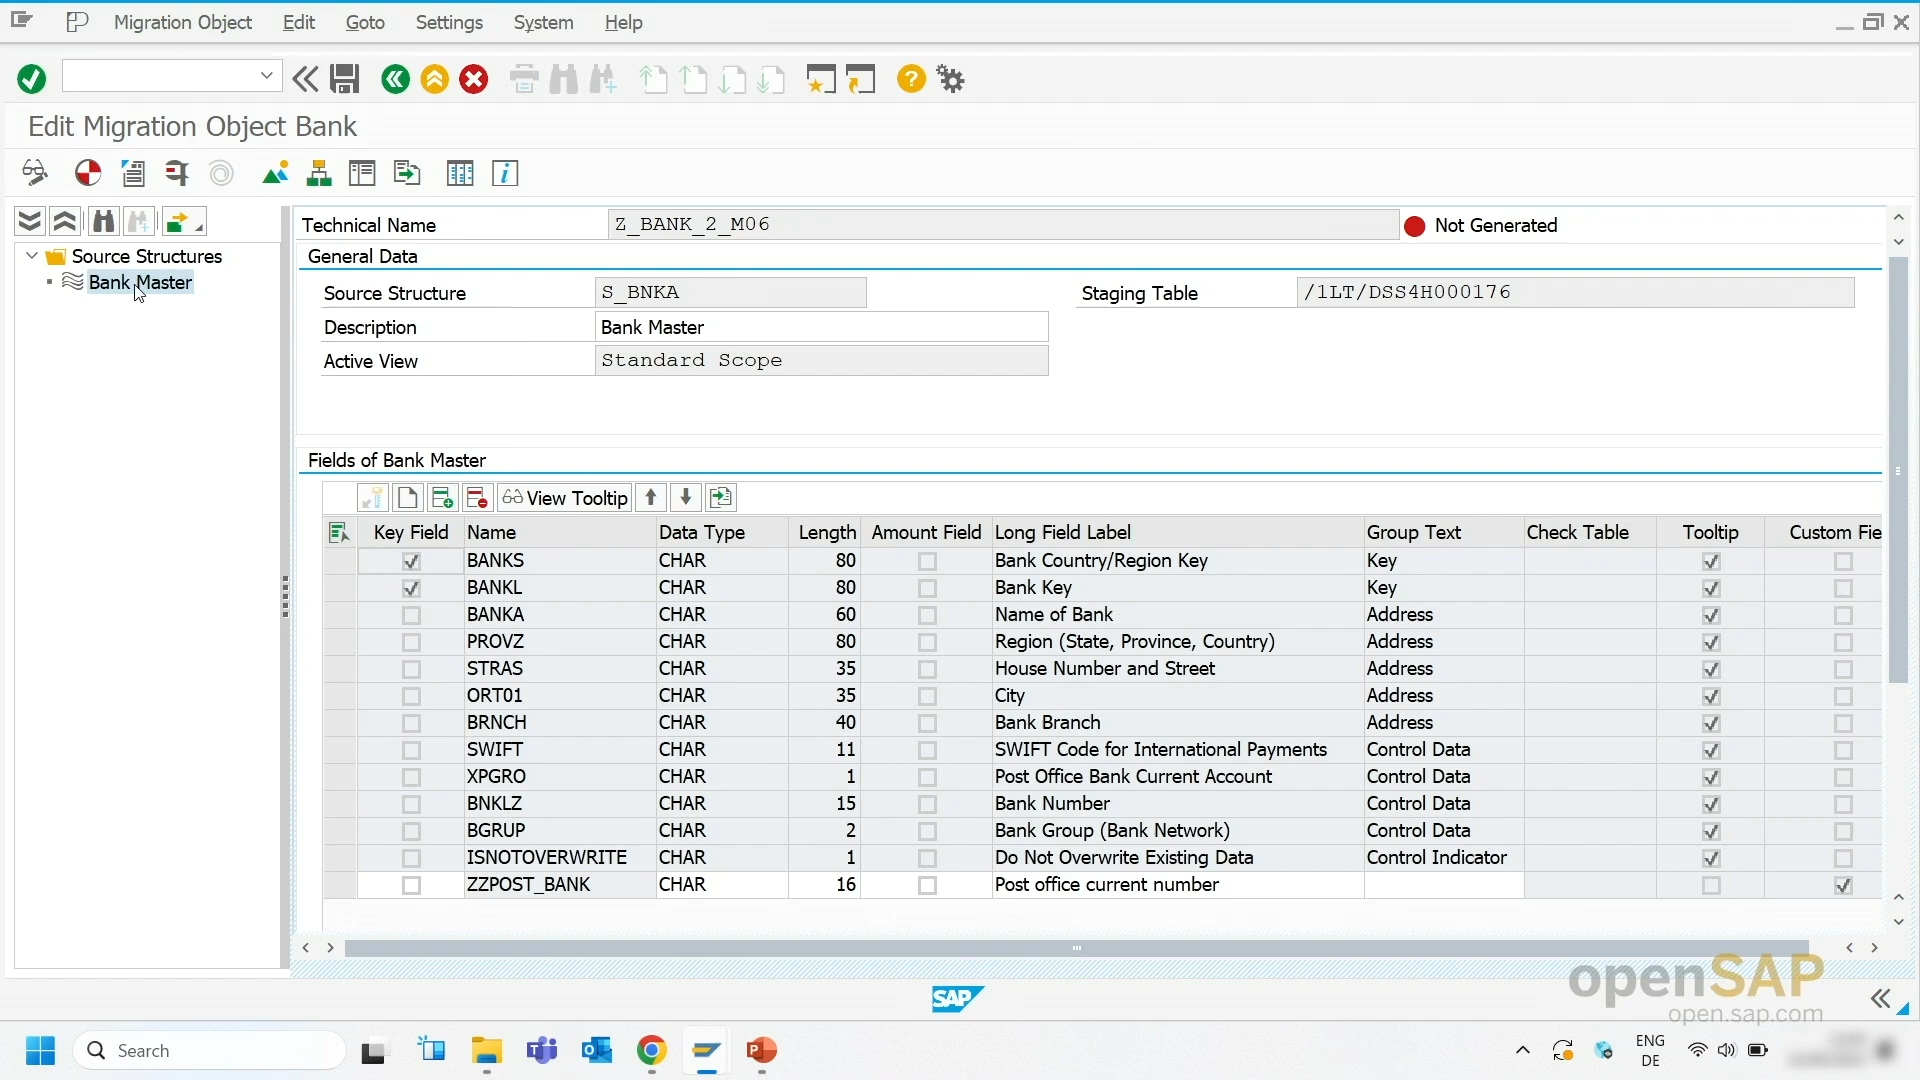 Migration Object Edit Goto Settings System Help
Edit Migration Object Bank
Source Structures
Bank Master
Technical Name Z_BANK_2_M06 Not Generated
General Data
Source Structure S_BNKA Staging Table /1LT/DSS4H000176
Description Bank Master
Active View Standard Scope
Fields of Bank Master
View Tooltip
Key Field Name Data Type Length Amount Field Long Field Label Group Text Check Table Tooltip Custom Fie
BANKS CHAR 80 Bank Country/Region Key Key
BANKL CHAR 80 Bank Key Key
BANKA CHAR 60 Name of Bank Address
PROVZ CHAR 80 Region (State, Province, Country) Address
STRAS CHAR 35 House Number and Street Address
ORT01 CHAR 35 City Address
BRNCH CHAR 40 Bank Branch Address
SWIFT CHAR 11 SWIFT Code for International Payments Control Data
XPGRO CHAR 1 Post Office Bank Current Account Control Data
BNKLZ CHAR 15 Bank Number Control Data
BGRUP CHAR 2 Bank Group (Bank Network) Control Data
ISNOTOVERWRITE CHAR 1 Do Not Overwrite Existing Data Control Indicator
ZZPOST_BANK CHAR 16 Post office current number
SAP
openSAP
open.sap.com
Search
ENG
DE